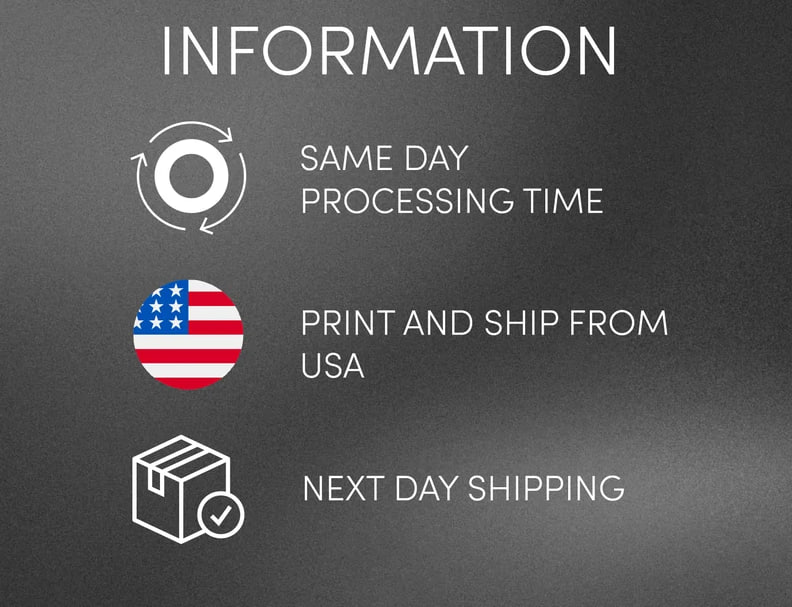 INFORMATION
SAME DAY
PROCESSING TIME
PRINT AND SHIP FROM
USA
NEXT DAY SHIPPING